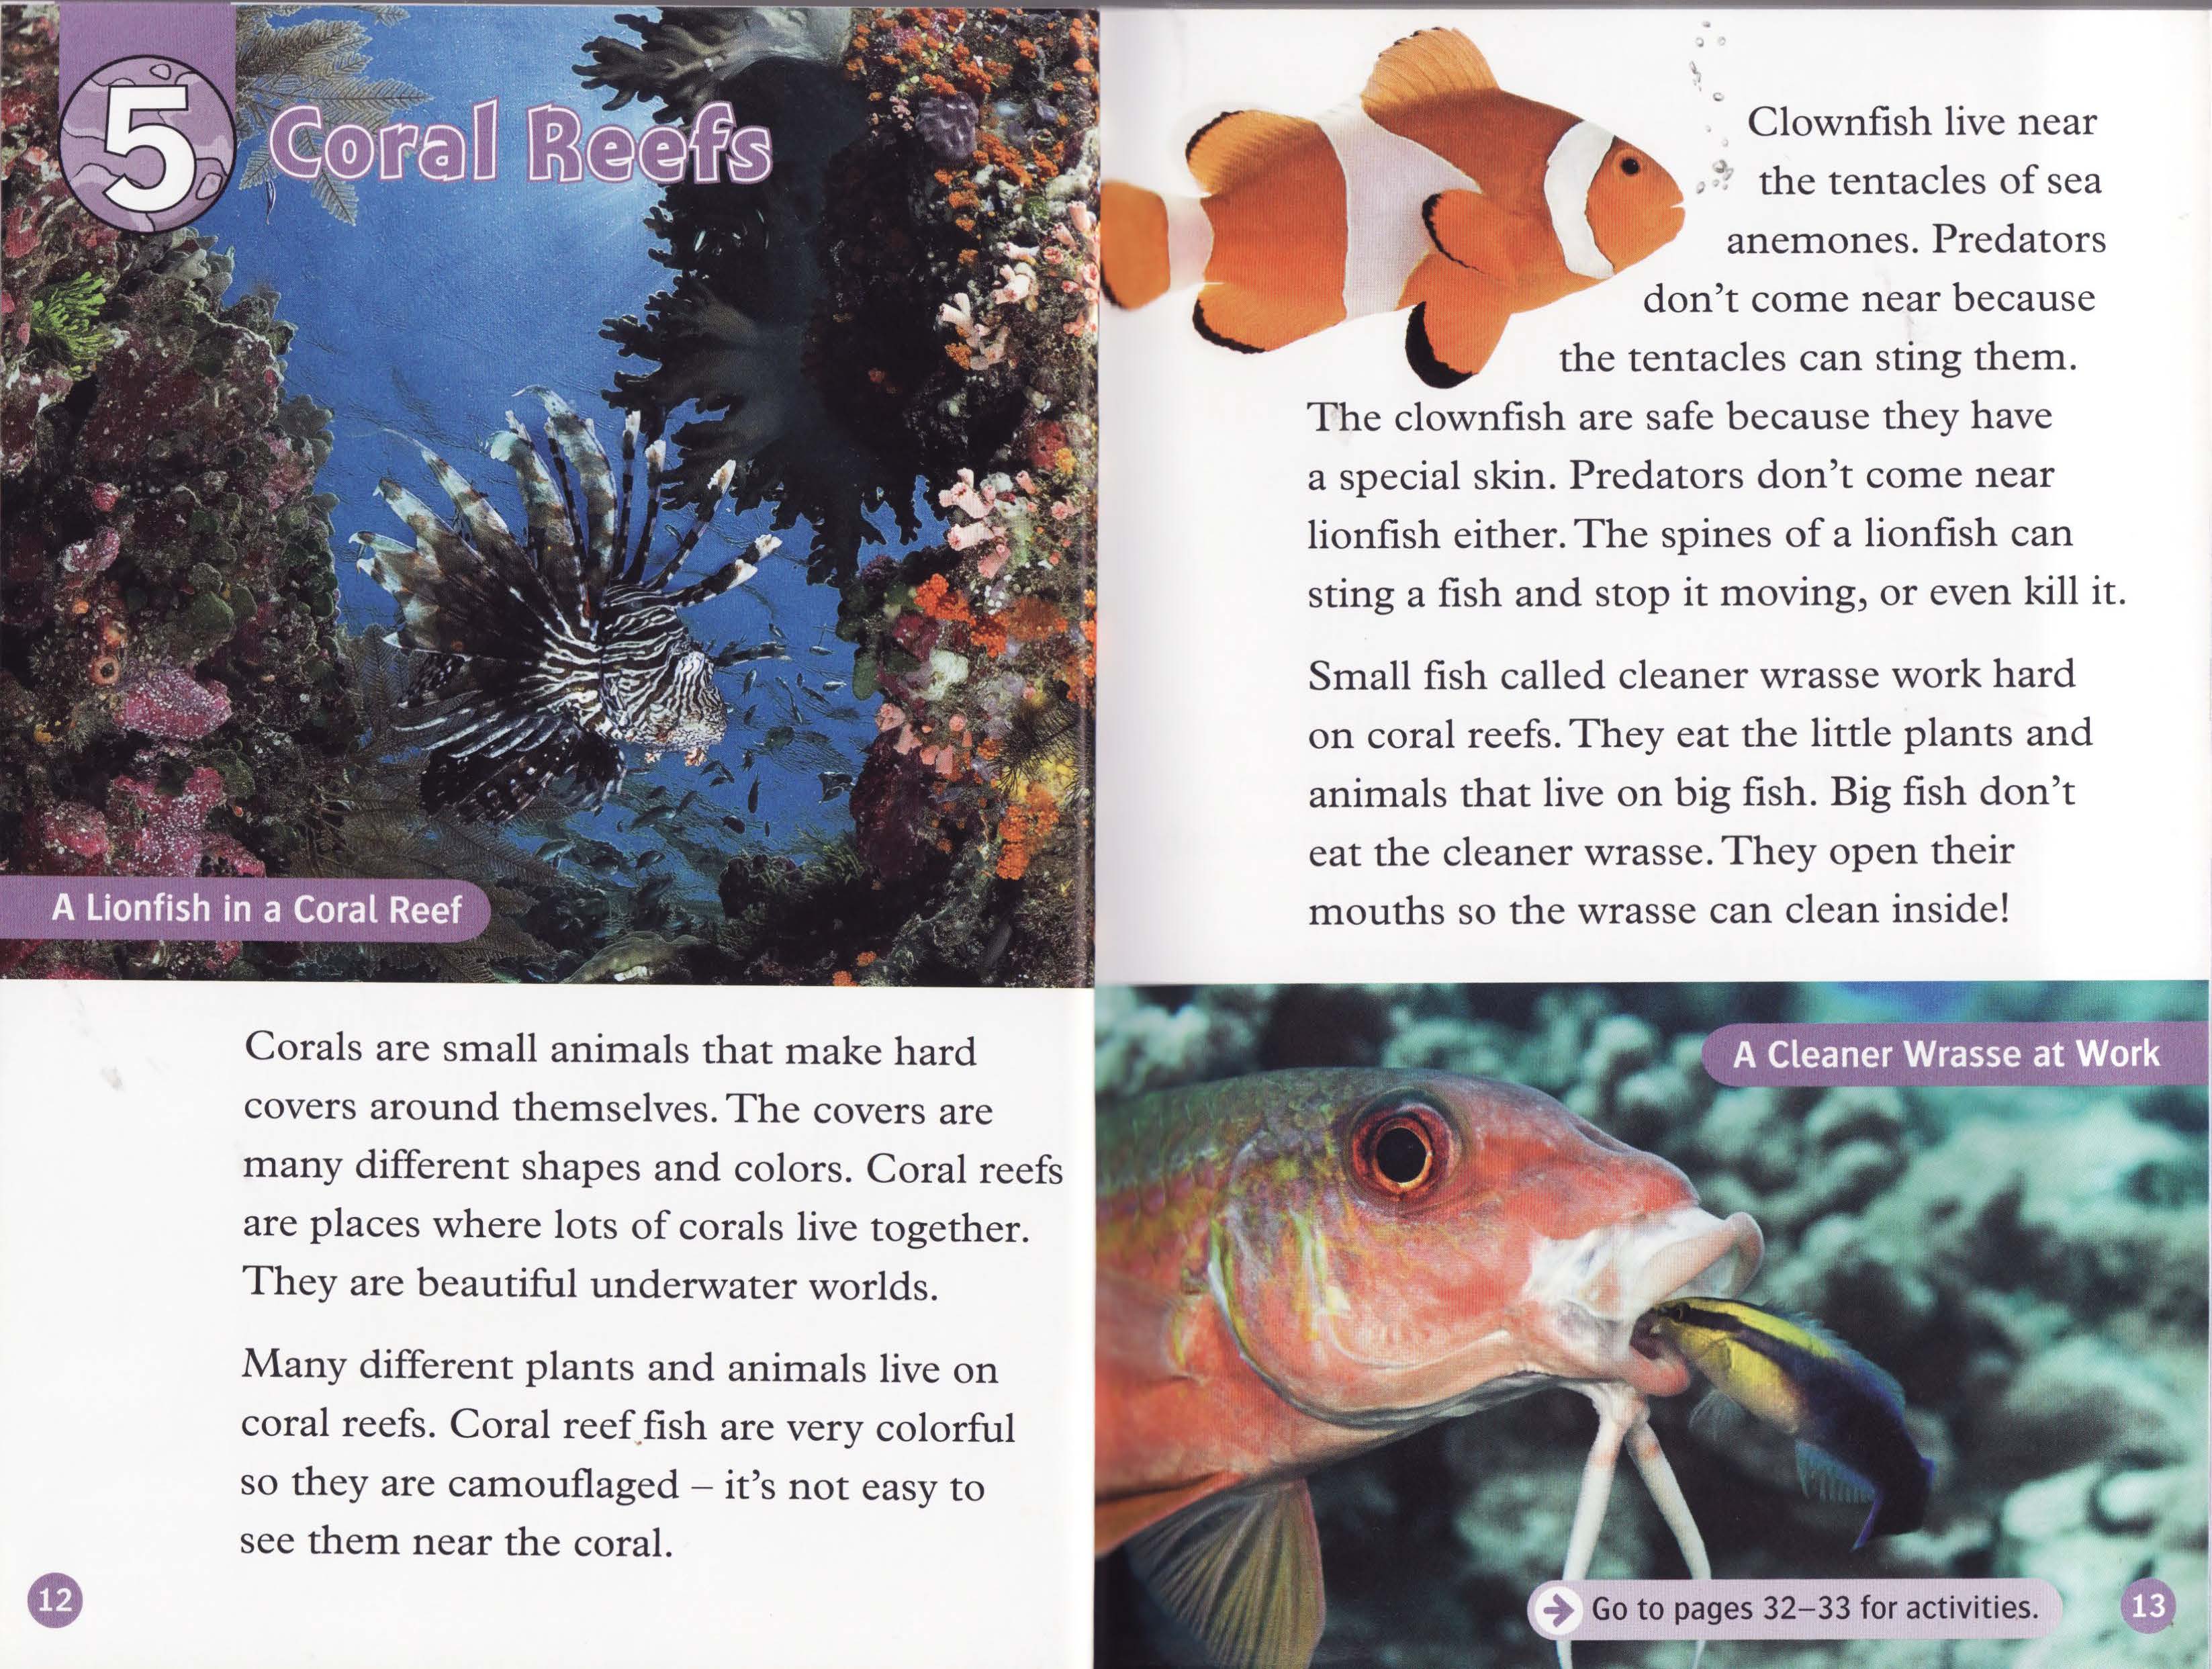 5
Coral Reefs
A Lionfish in a Coral Reef
Corals are small animals that make hard
covers around themselves. The covers are
many different shapes and colors. Coral reefs
are places where lots of corals live together.
They are beautiful underwater worlds.
Many different plants and animals live on
coral reefs. Coral reef fish are very colorful
so they are camouflaged – it's not easy to
see them near the coral.
12
Clownfish live near
the tentacles of sea
anemones. Predators
don't come near because
the tentacles can sting them.
The clownfish are safe because they have
a special skin. Predators don't come near
lionfish either. The spines of a lionfish can
sting a fish and stop it moving, or even kill it.
Small fish called cleaner wrasse work hard
on coral reefs. They eat the little plants and
animals that live on big fish. Big fish don't
eat the cleaner wrasse. They open their
mouths so the wrasse can clean inside!
A Cleaner Wrasse at Work
Go to pages 32–33 for activities.
13